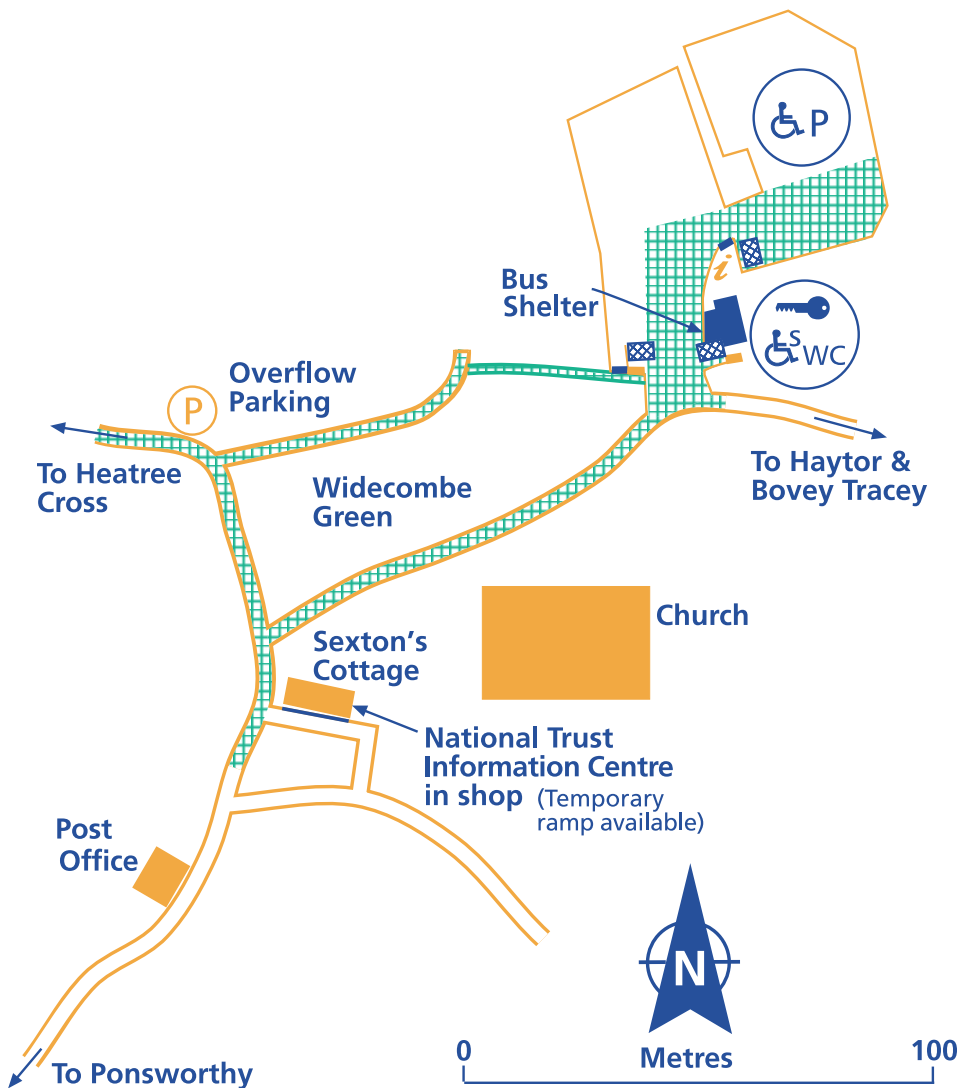 P
i
Bus
Shelter
S
WC
Overflow
Parking
P
To Heatree
Cross
Widecombe
Green
To Haytor &
Bovey Tracey
Church
Sexton's
Cottage
National Trust
Information Centre
in shop (Temporary
ramp available)
Post
Office
N
0 Metres 100
To Ponsworthy